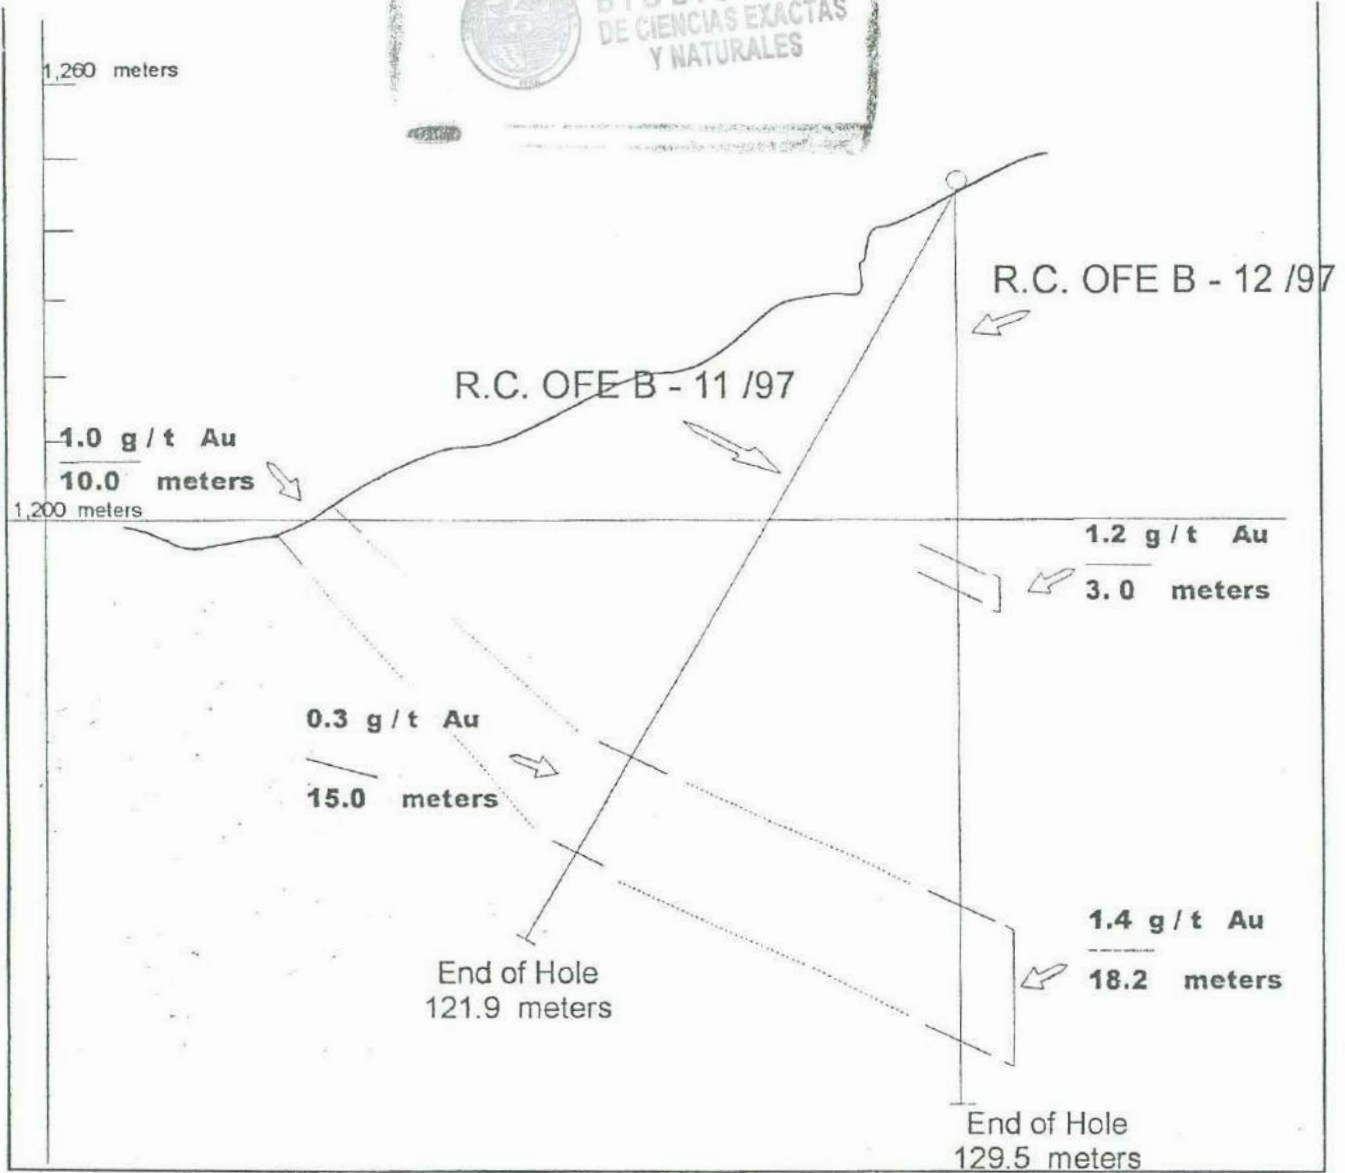 DE CIENCIAS EXACTAS
Y NATURALES
1,260 meters
R.C. OFE B - 12 /97
R.C. OFE B - 11 /97
1.0 g / t Au
10.0 meters
1,200 meters
1.2 g / t Au
3. 0 meters
0.3 g / t Au
15.0 meters
1.4 g / t Au
18.2 meters
End of Hole
121.9 meters
End of Hole
129.5 meters